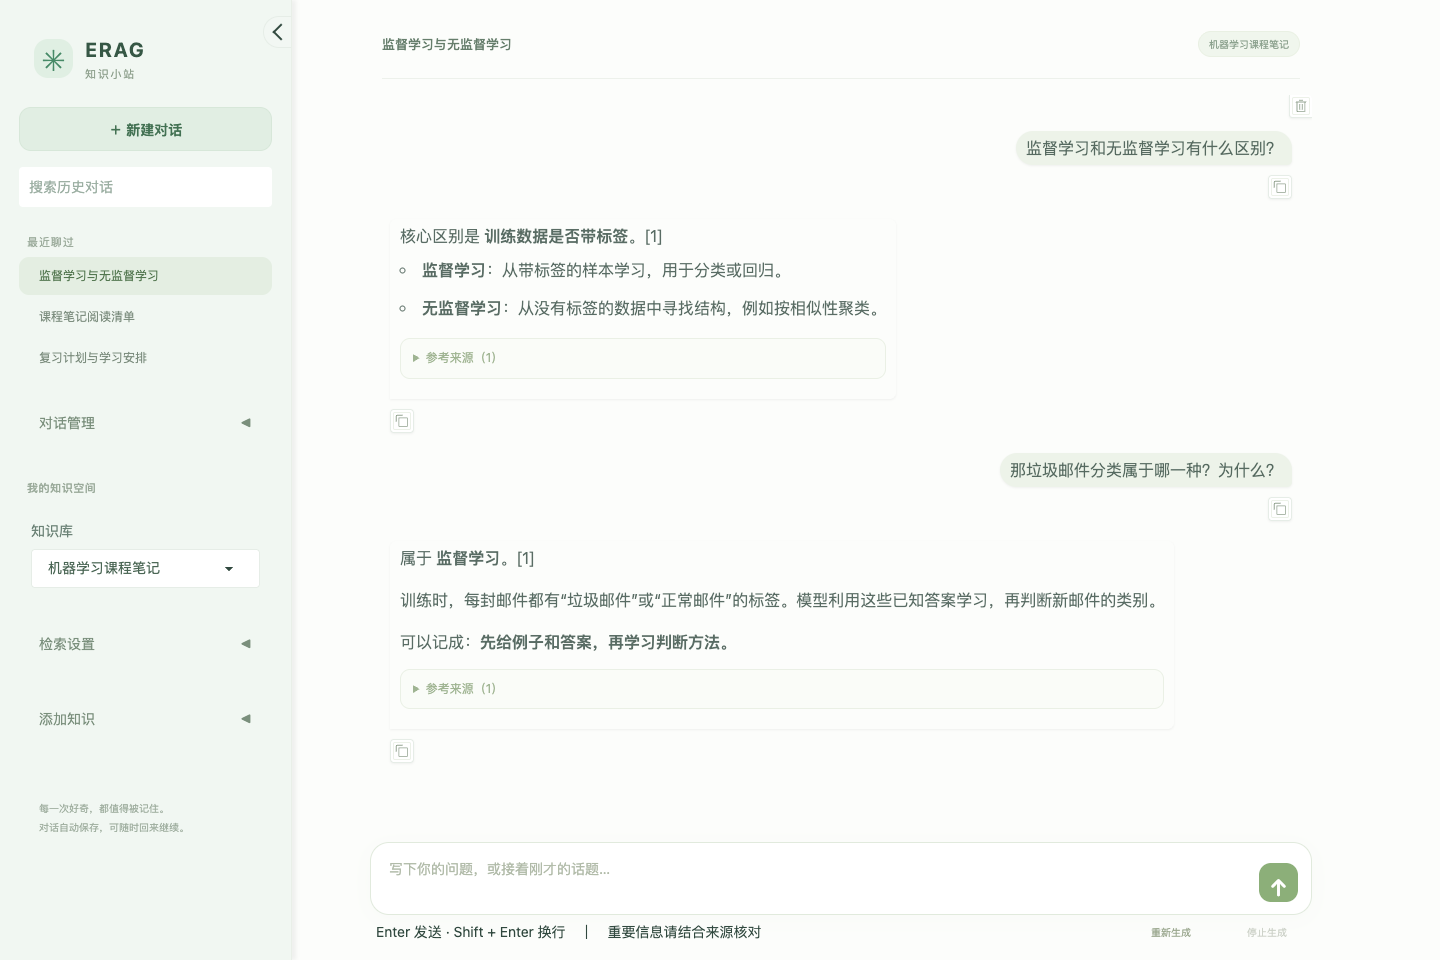 ERAG
知识小站
+ 新建对话
搜索历史对话
最近聊过
监督学习与无监督学习
课程笔记阅读清单
复习计划与学习安排
对话管理
我的知识空间
知识库
机器学习课程笔记
检索设置
添加知识
每一次好奇，都值得被记住。
对话自动保存，可随时回来继续。
监督学习与无监督学习
机器学习课程笔记
监督学习和无监督学习有什么区别？
核心区别是 训练数据是否带标签。[1]
监督学习：从带标签的样本学习，用于分类或回归。
无监督学习：从没有标签的数据中寻找结构，例如按相似性聚类。
参考来源（1）
那垃圾邮件分类属于哪一种？为什么？
属于 监督学习。[1]
训练时，每封邮件都有“垃圾邮件”或“正常邮件”的标签。模型利用这些已知答案学习，再判断新邮件的类别。
可以记成：先给例子和答案，再学习判断方法。
参考来源（1）
写下你的问题，或接着刚才的话题...
Enter 发送 · Shift + Enter 换行 | 重要信息请结合来源核对
重新生成
停止生成